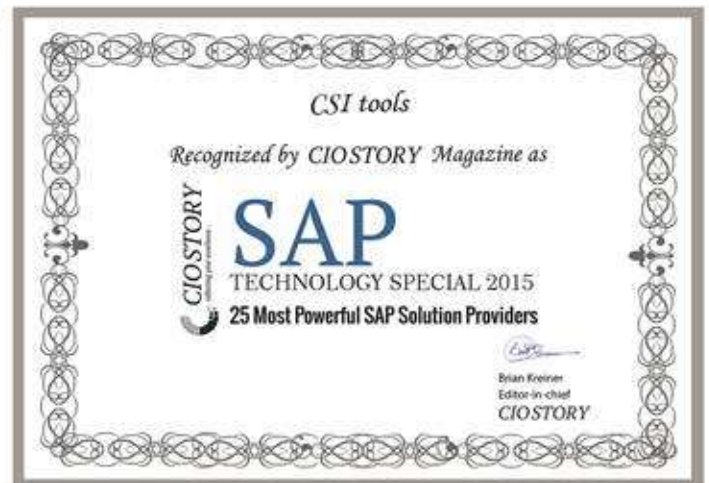 CSI tools
Recognized by CIOSTORY Magazine as
CIOSTORY
SAP
TECHNOLOGY SPECIAL 2015
25 Most Powerful SAP Solution Providers
Brian Kreiner
Editor-in-chief
CIOSTORY